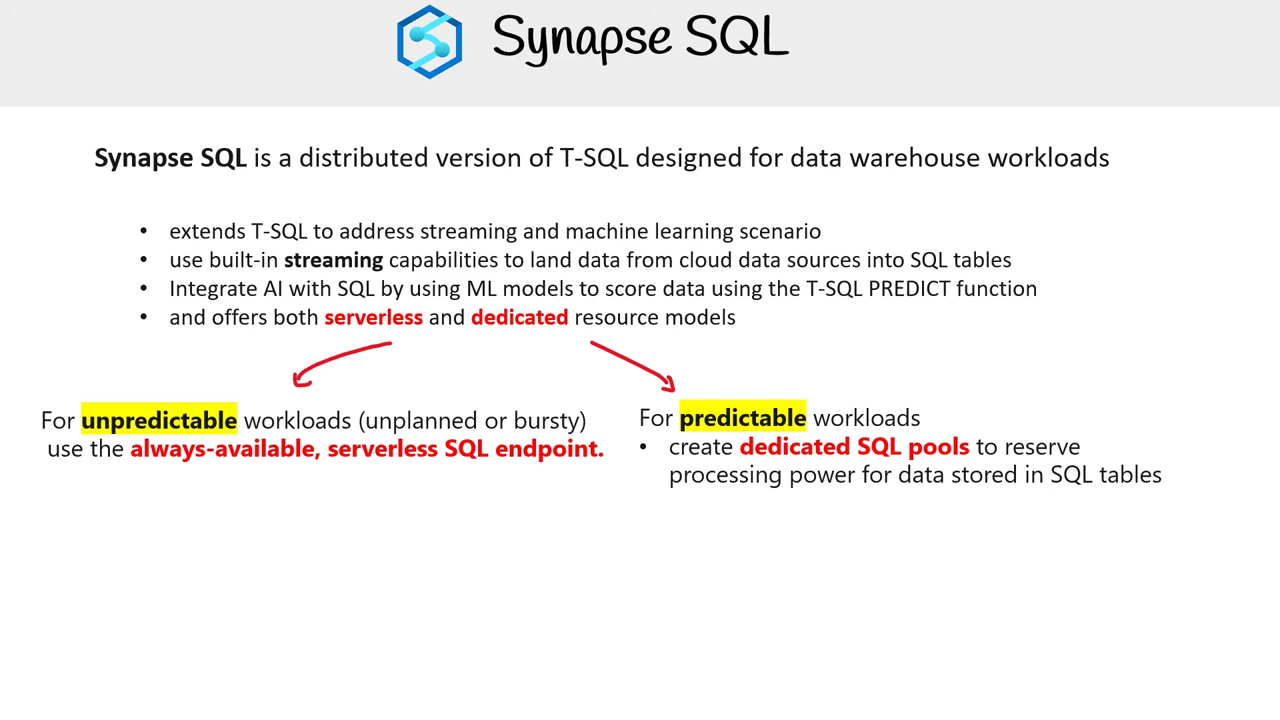 Synapse SQL
Synapse SQL is a distributed version of T-SQL designed for data warehouse workloads
• extends T-SQL to address streaming and machine learning scenario
• use built-in streaming capabilities to land data from cloud data sources into SQL tables
• Integrate AI with SQL by using ML models to score data using the T-SQL PREDICT function
• and offers both serverless and dedicated resource models
For unpredictable workloads (unplanned or bursty)
use the always-available, serverless SQL endpoint.
For predictable workloads
• create dedicated SQL pools to reserve
processing power for data stored in SQL tables